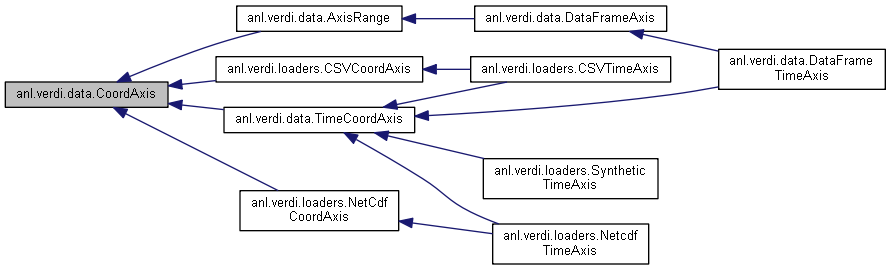 anl.verdi.data.AxisRange
anl.verdi.data.DataFrameAxis
anl.verdi.data.DataFrame
TimeAxis
anl.verdi.loaders.CSVCoordAxis
anl.verdi.loaders.CSVTimeAxis
anl.verdi.data.CoordAxis
anl.verdi.data.TimeCoordAxis
anl.verdi.loaders.Synthetic
TimeAxis
anl.verdi.loaders.NetCdf
CoordAxis
anl.verdi.loaders.Netcdf
TimeAxis